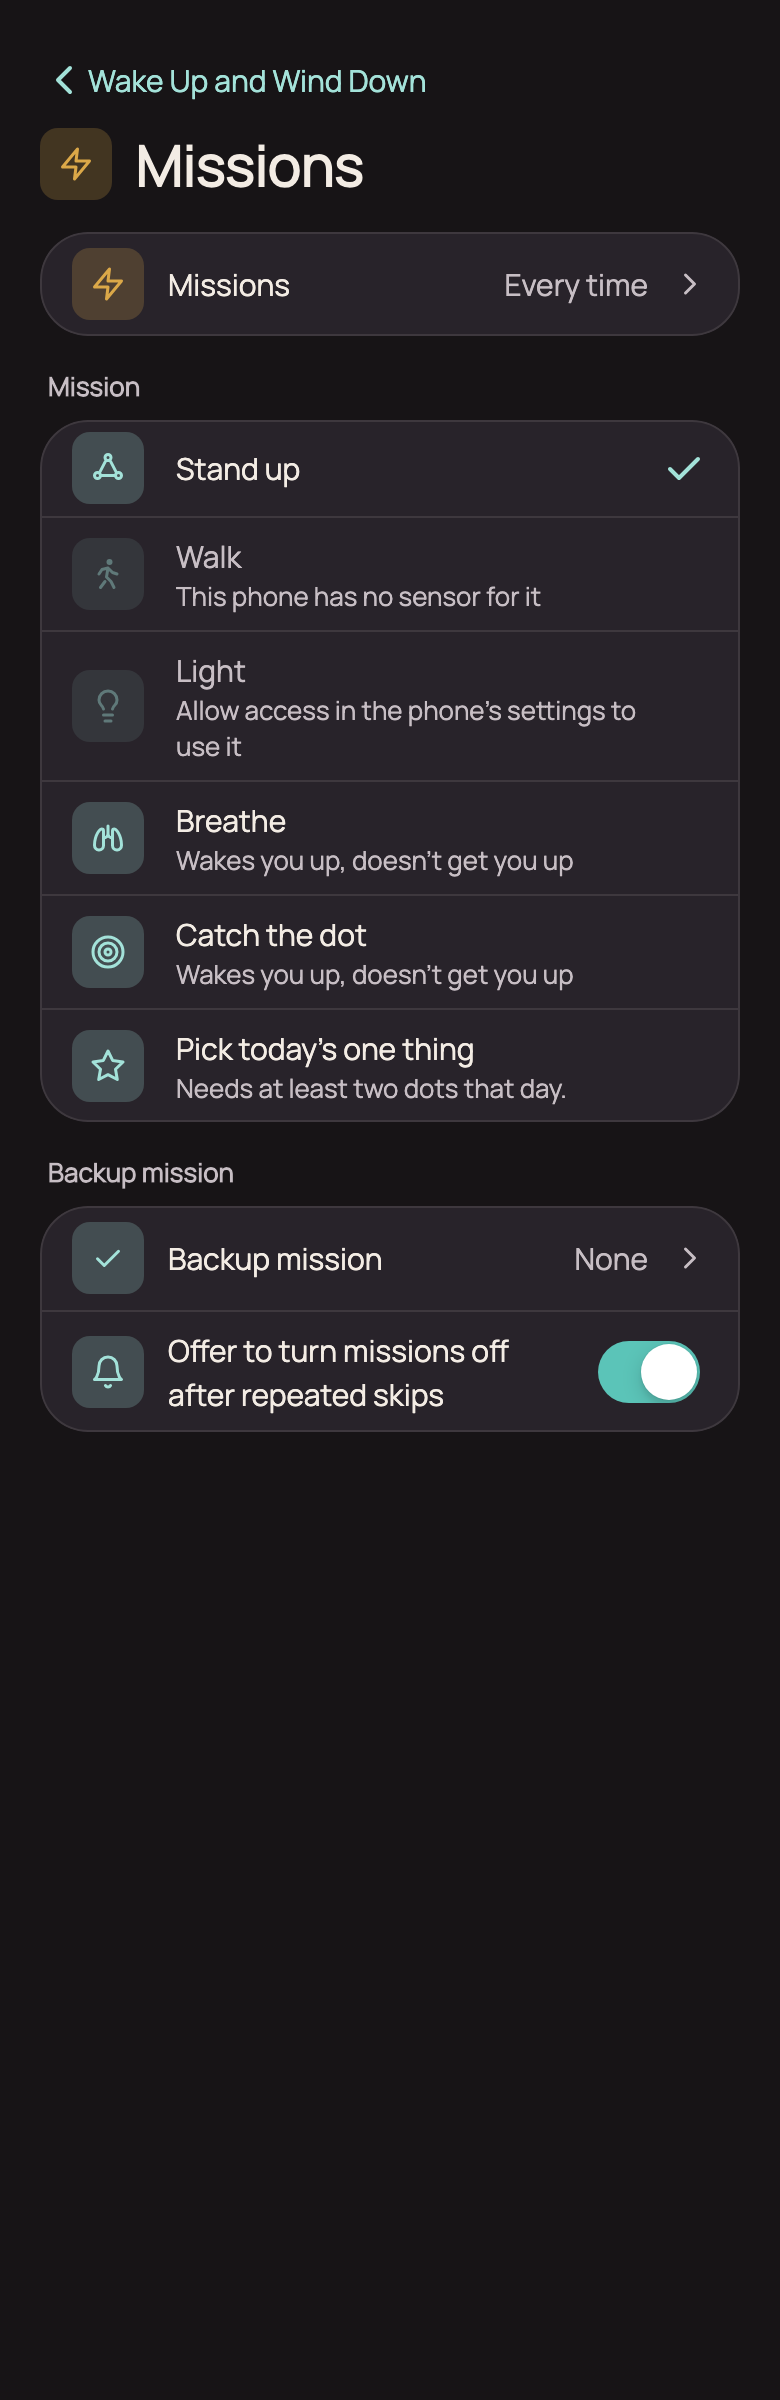 Wake Up and Wind Down
Missions
Missions
Every time
Mission
Stand up
Walk
This phone has no sensor for it
Light
Allow access in the phone’s settings to
use it
Breathe
Wakes you up, doesn’t get you up
Catch the dot
Wakes you up, doesn’t get you up
Pick today’s one thing
Needs at least two dots that day.
Backup mission
Backup mission
None
Offer to turn missions off
after repeated skips